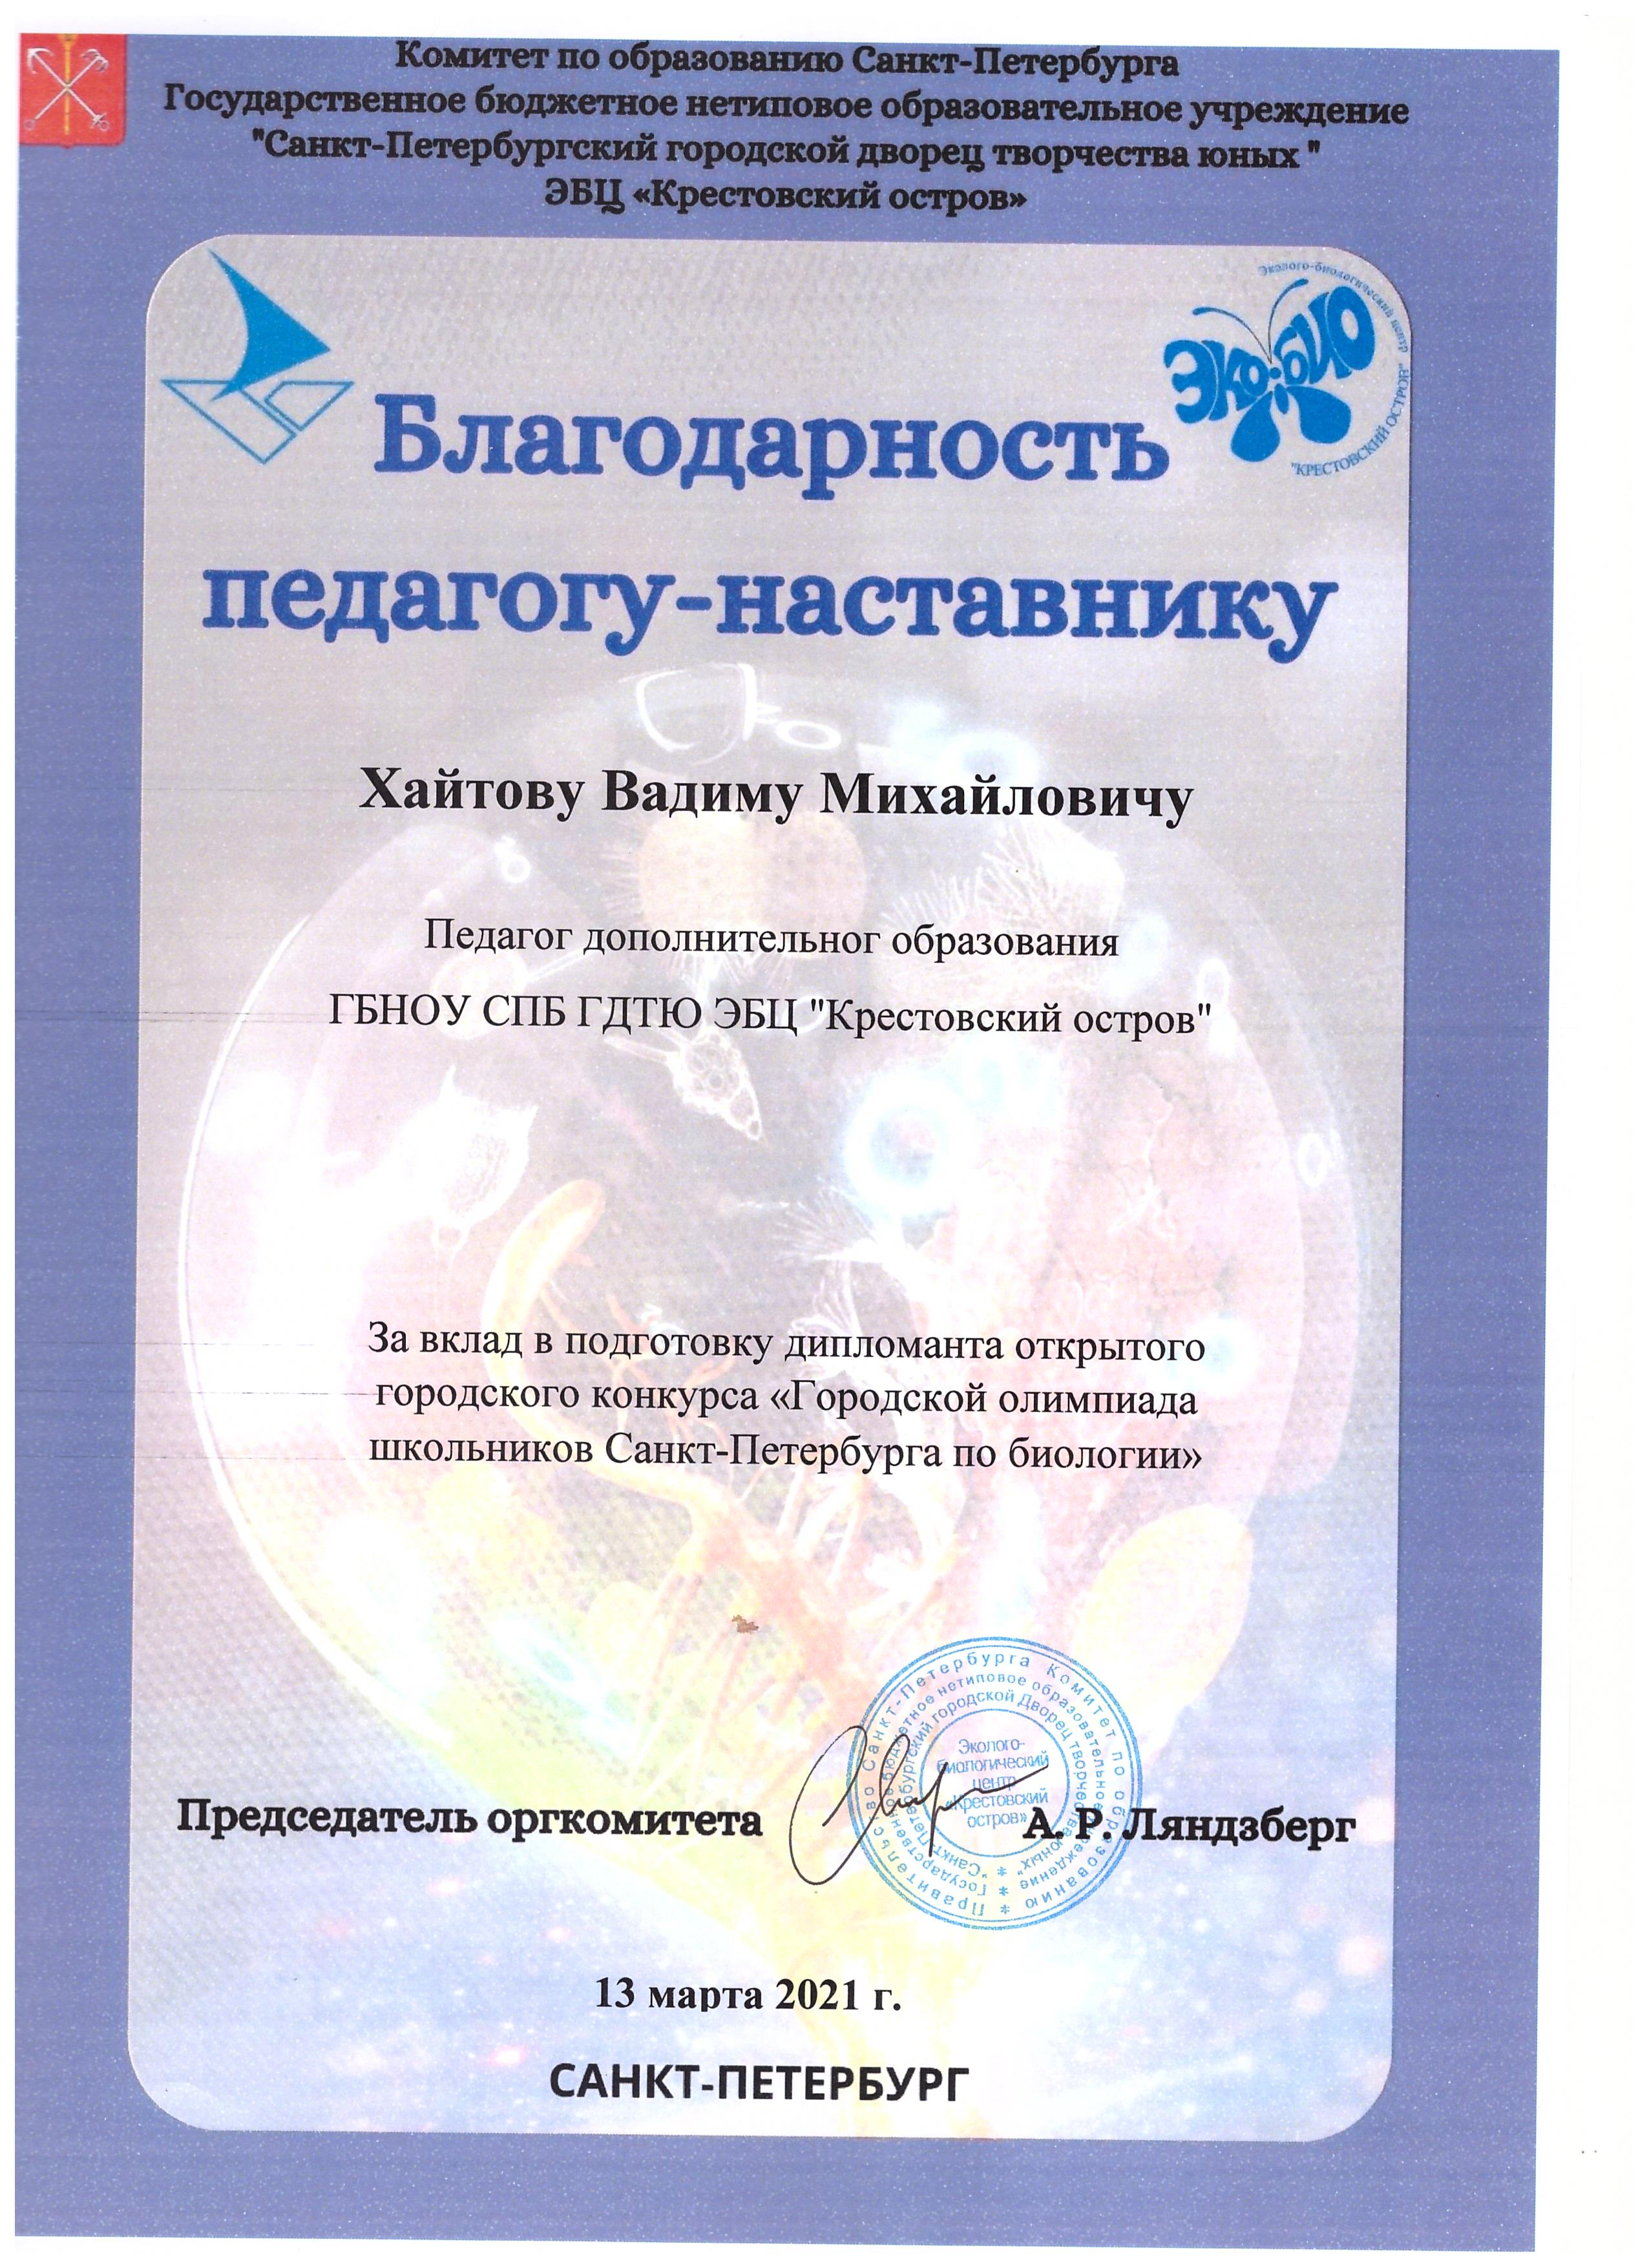 Комитет по образованию Санкт-Петербурга
Государственное бюджетное нетиповое образовательное учреждение
"Санкт-Петербургский городской дворец творчества юных "
ЭБЦ «Крестовский остров»
Эколого-биологический центр
"КРЕСТОВСКИЙ ОСТРОВ"
ЭКО-БИО
Благодарность
педагогу-наставнику
Хайтову Вадиму Михайловичу
Педагог дополнительног образования
ГБНОУ СПБ ГДТЮ ЭБЦ "Крестовский остров"
За вклад в подготовку дипломанта открытого
городского конкурса «Городской олимпиада
школьников Санкт-Петербурга по биологии»
Правительство Санкт-Петербурга Комитет по образованию
Государственное бюджетное нетиповое образовательное учреждение
"Санкт-Петербургский городской Дворец творчества юных"
Эколого-
биологический
центр
«Крестовский
остров»
Председатель оргкомитета
А. Р. Ляндзберг
13 марта 2021 г.
САНКТ-ПЕТЕРБУРГ